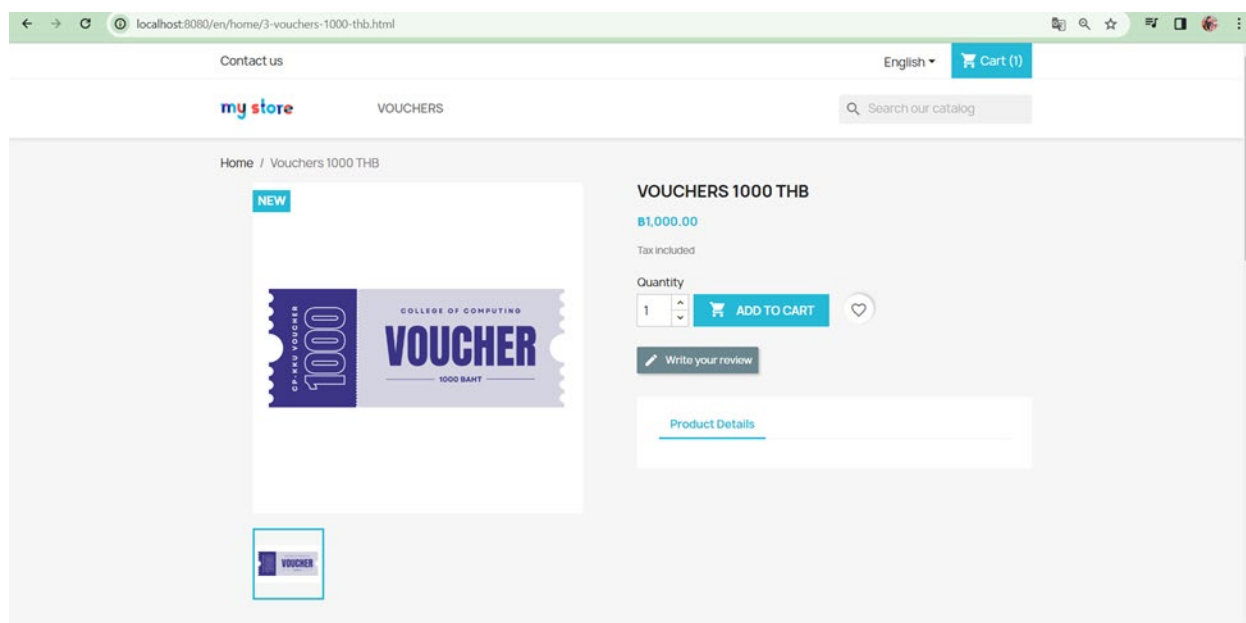 localhost:8080/en/home/3-vouchers-1000-thb.html
Contact us
English
Cart (1)
my store
VOUCHERS
Search our catalog
Home / Vouchers 1000 THB
NEW
CP-KKU VOUCHER
1000
COLLEGE OF COMPUTING
VOUCHER
1000 BAHT
VOUCHER
VOUCHERS 1000 THB
฿1,000.00
Tax included
Quantity
1
ADD TO CART
Write your review
Product Details